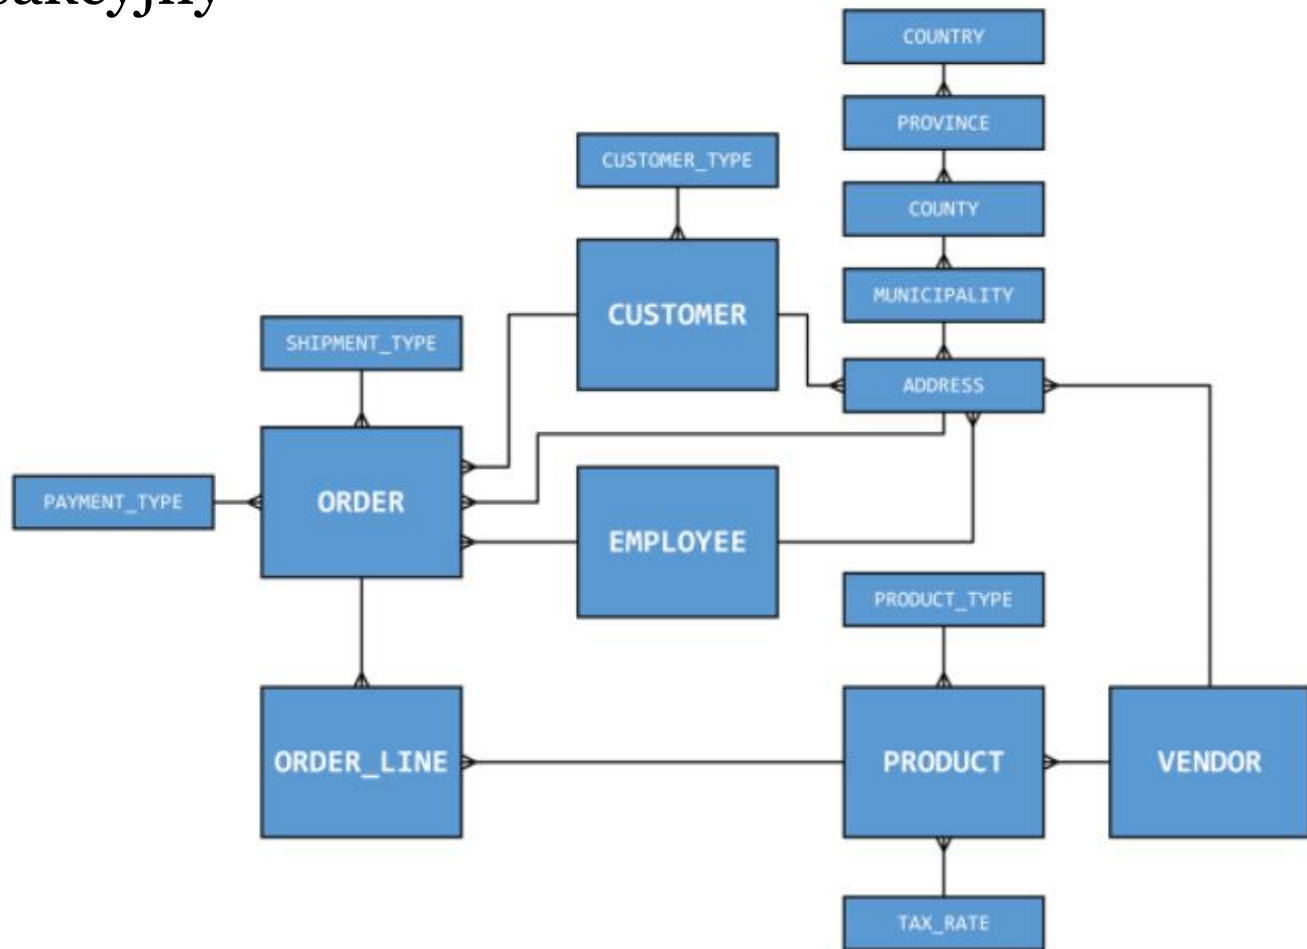 COUNTRY
PROVINCE
CUSTOMER_TYPE
COUNTY
MUNICIPALITY
CUSTOMER
SHIPMENT_TYPE
ADDRESS
PAYMENT_TYPE
ORDER
EMPLOYEE
PRODUCT_TYPE
ORDER_LINE
PRODUCT
VENDOR
TAX_RATE